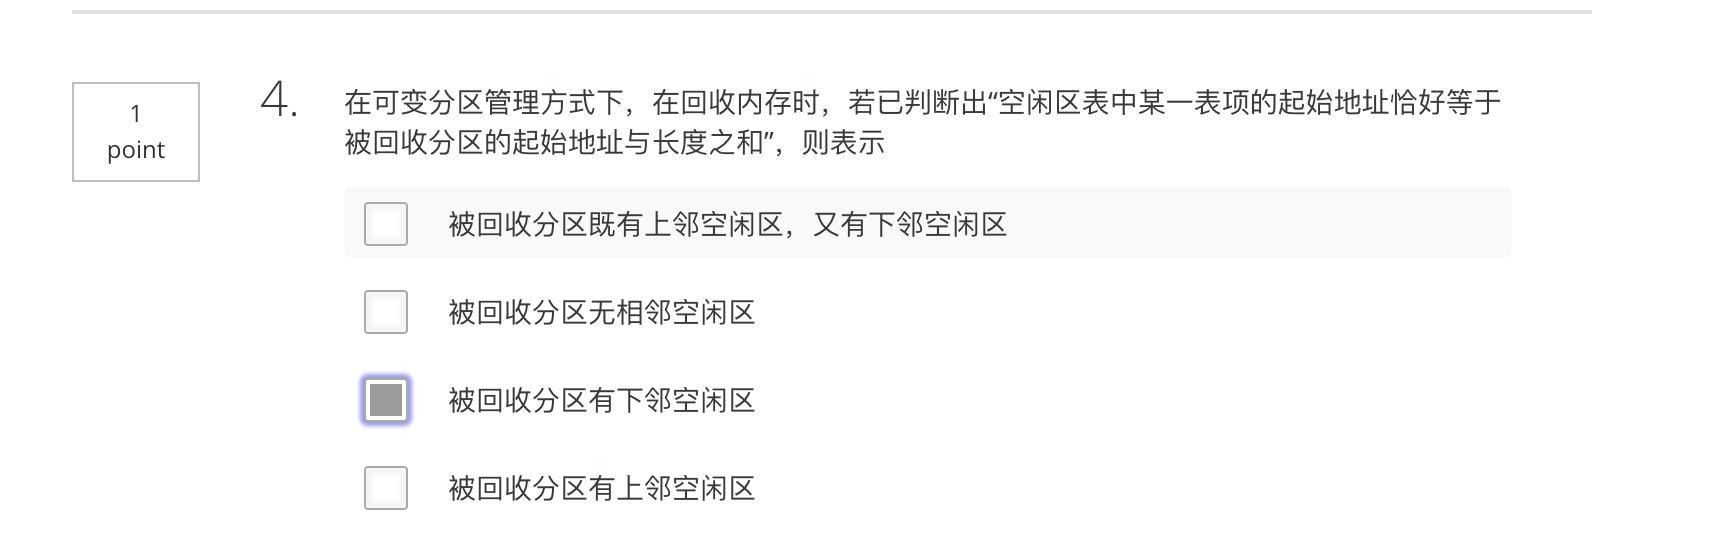 1
point
4.
在可变分区管理方式下，在回收内存时，若已判断出“空闲区表中某一表项的起始地址恰好等于
被回收分区的起始地址与长度之和”，则表示
被回收分区既有上邻空闲区，又有下邻空闲区
被回收分区无相邻空闲区
被回收分区有下邻空闲区
被回收分区有上邻空闲区